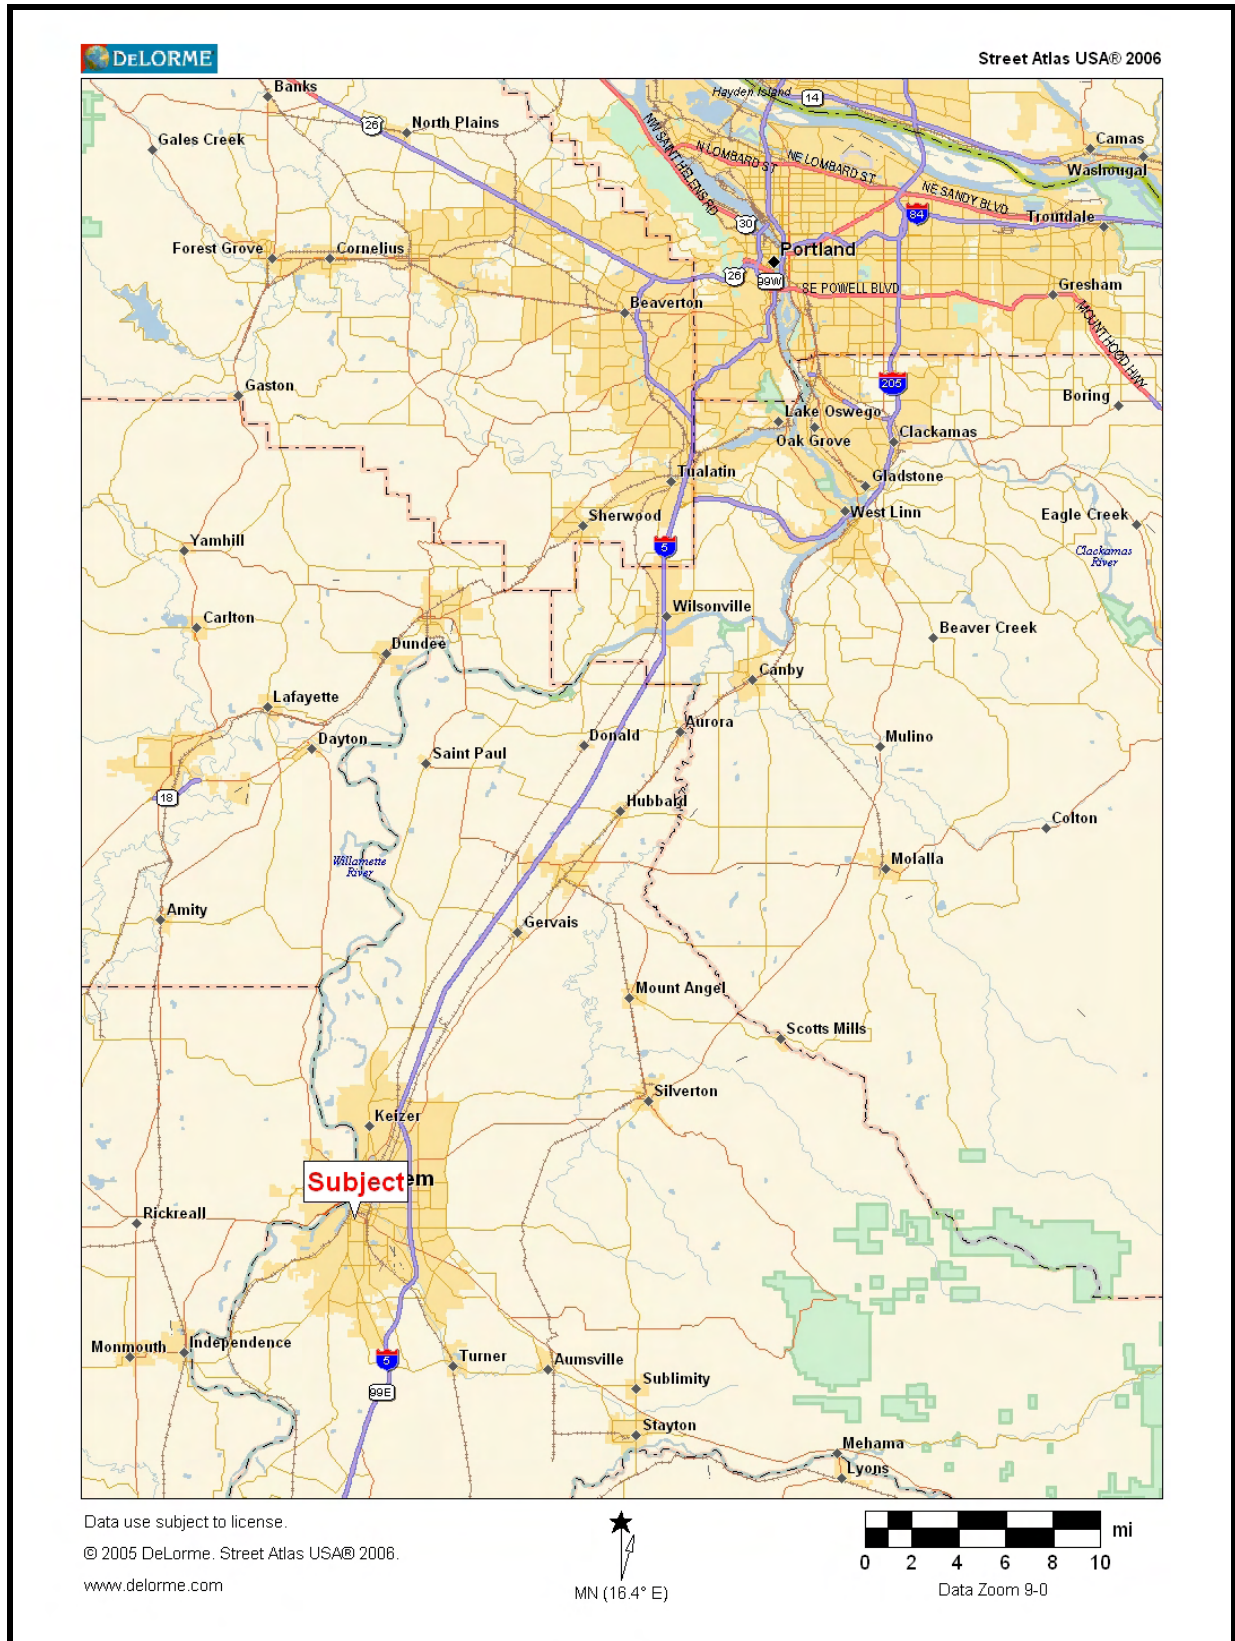 DELORME
Street Atlas USA® 2006
Banks
Hayden Island
14
26
North Plains
Gales Creek
NW SAINT HELENS RD
N LOMBARD ST
NE LOMBARD ST
Camas
Washougal
NE SANDY BLVD
84
Troutdale
30
Forest Grove
Cornelius
Portland
26
99W
SE POWELL BLVD
Gresham
Beaverton
MOUNT HOOD HWY
205
Gaston
Boring
Lake Oswego
Oak Grove
Clackamas
Tualatin
Gladstone
Sherwood
West Linn
Eagle Creek
Yamhill
5
Clackamas
River
Carlton
Wilsonville
Beaver Creek
Dundee
Canby
Lafayette
Aurora
Dayton
Donald
Mulino
Saint Paul
18
Hubbard
Colton
Willamette
River
Molalla
Amity
Gervais
Mount Angel
Scotts Mills
Silverton
Keizer
Subject
em
Rickreall
Monmouth
Independence
5
Turner
Aumsville
99E
Sublimity
Stayton
Mehama
Lyons
Data use subject to license.
© 2005 DeLorme. Street Atlas USA® 2006.
www.delorme.com
MN (16.4° E)
mi
0 2 4 6 8 10
Data Zoom 9-0